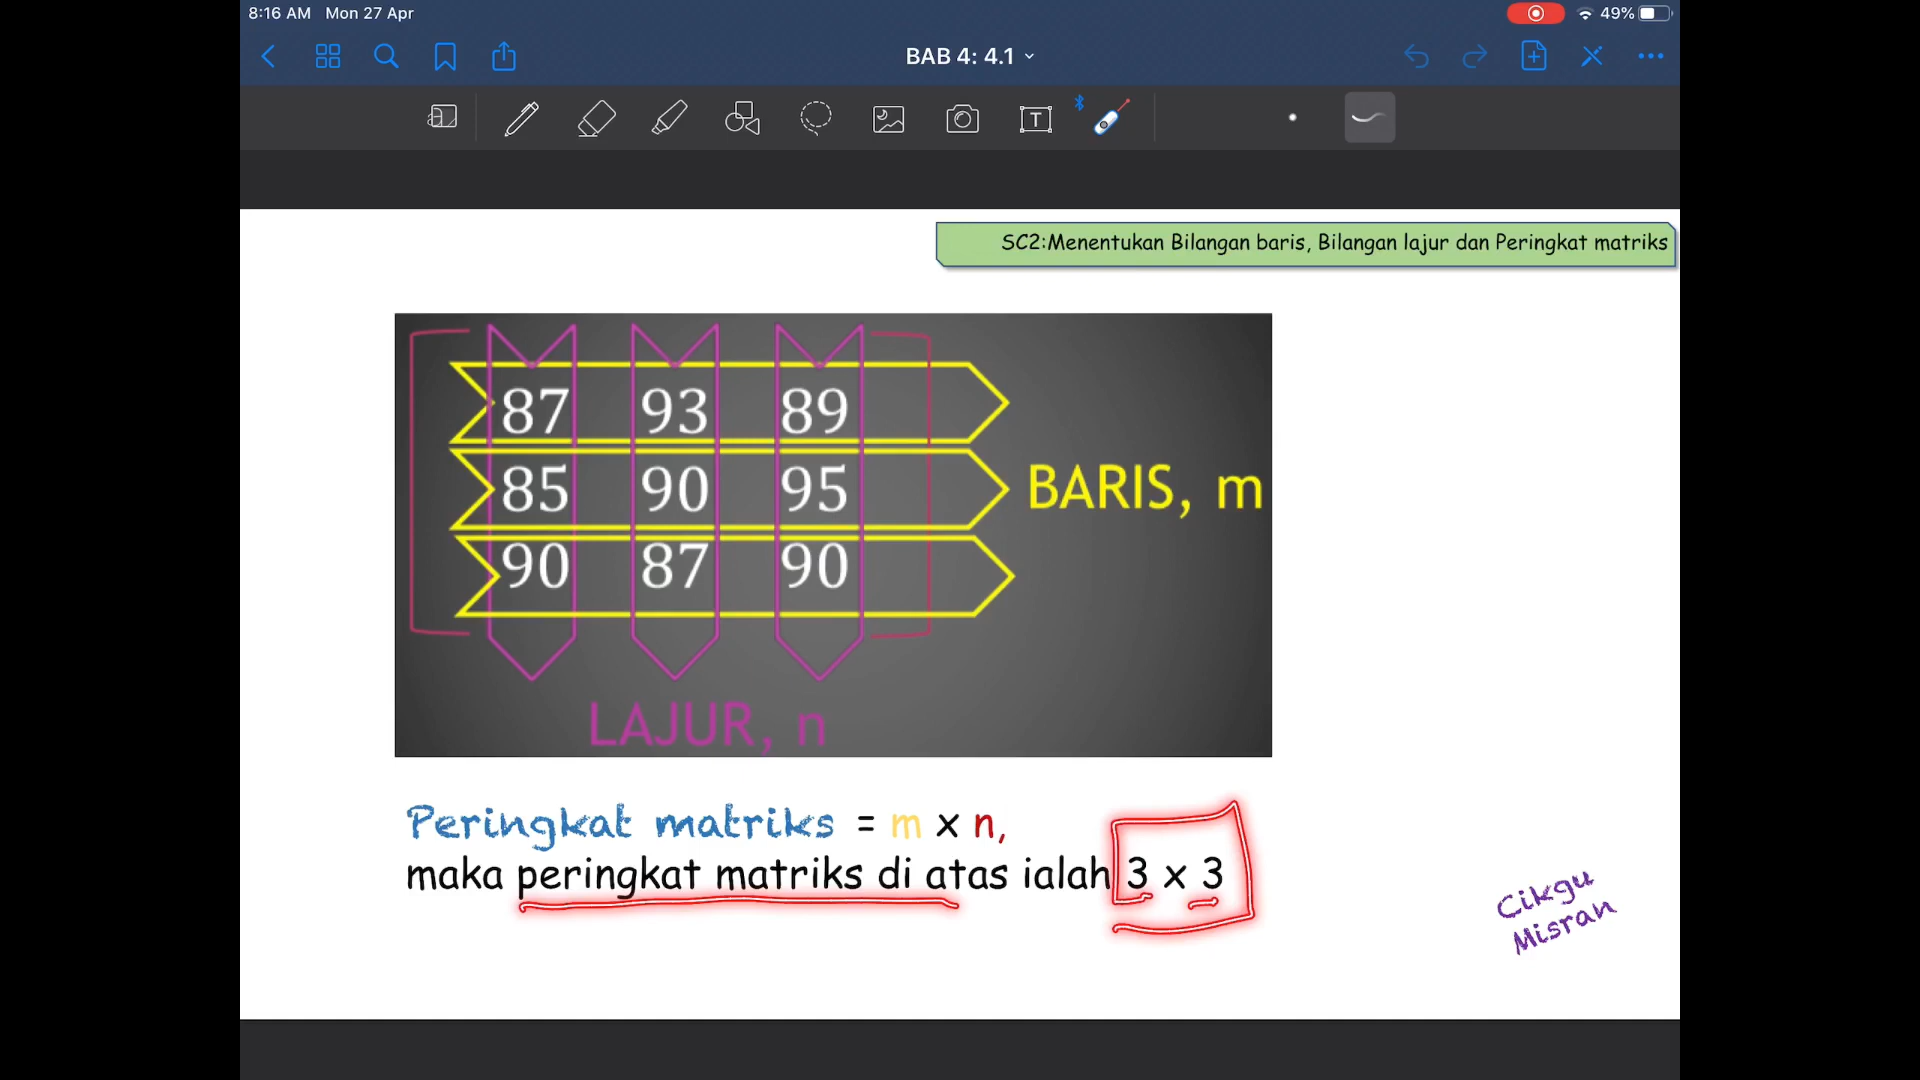 8:16 AM Mon 27 Apr
49%
BAB 4: 4.1
T
SC2:Menentukan Bilangan baris, Bilangan lajur dan Peringkat matriks
87 93 89
85 90 95
90 87 90
BARIS, m
LAJUR, n
Peringkat matriks = m x n,
maka peringkat matriks di atas ialah 3 x 3
Cikgu
Misran